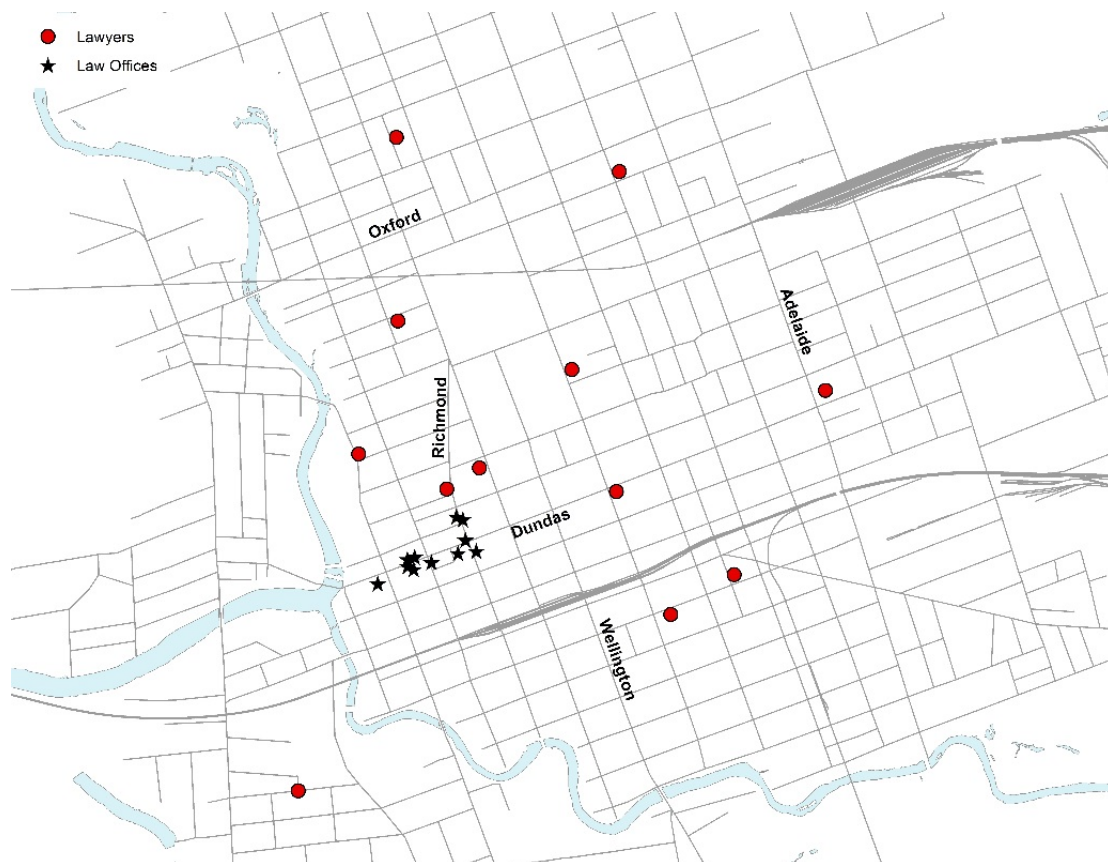 Lawyers
Law Offices
Oxford
Adelaide
Richmond
Dundas
Wellington